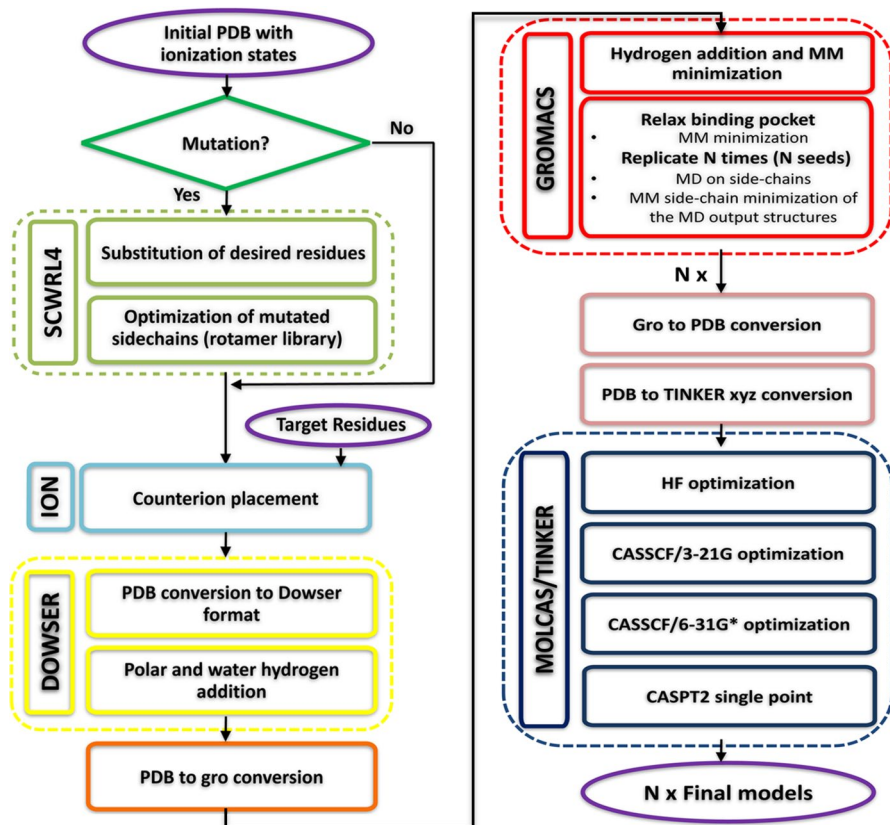 Initial PDB with
ionization states
Mutation?
No
Yes
SCWRL4
Substitution of desired residues
Optimization of mutated
sidechains (rotamer library)
Target Residues
ION
Counterion placement
DOWSER
PDB conversion to Dowser
format
Polar and water hydrogen
addition
PDB to gro conversion
GROMACS
Hydrogen addition and MM
minimization
Relax binding pocket
• MM minimization
Replicate N times (N seeds)
• MD on side-chains
• MM side-chain minimization of
the MD output structures
N x
Gro to PDB conversion
PDB to TINKER xyz conversion
MOLCAS/TINKER
HF optimization
CASSCF/3-21G optimization
CASSCF/6-31G* optimization
CASPT2 single point
N x Final models